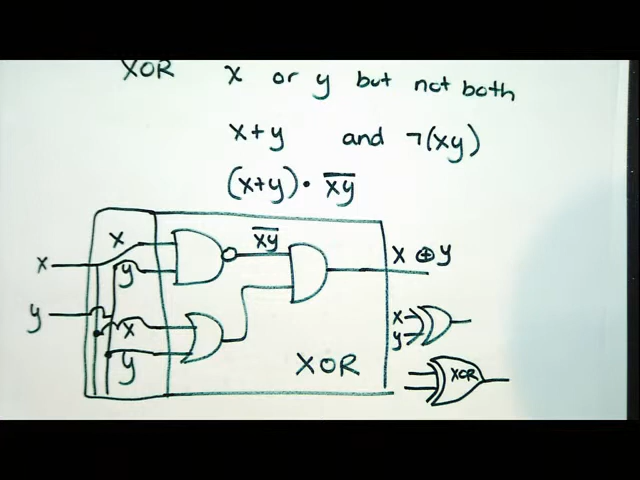 XOR x or y but not both
x+y and ¬(xy)
(x+y)· x̅y̅
x x x̅y̅ x ⊕ y
y
y x x
y
y XOR XOR